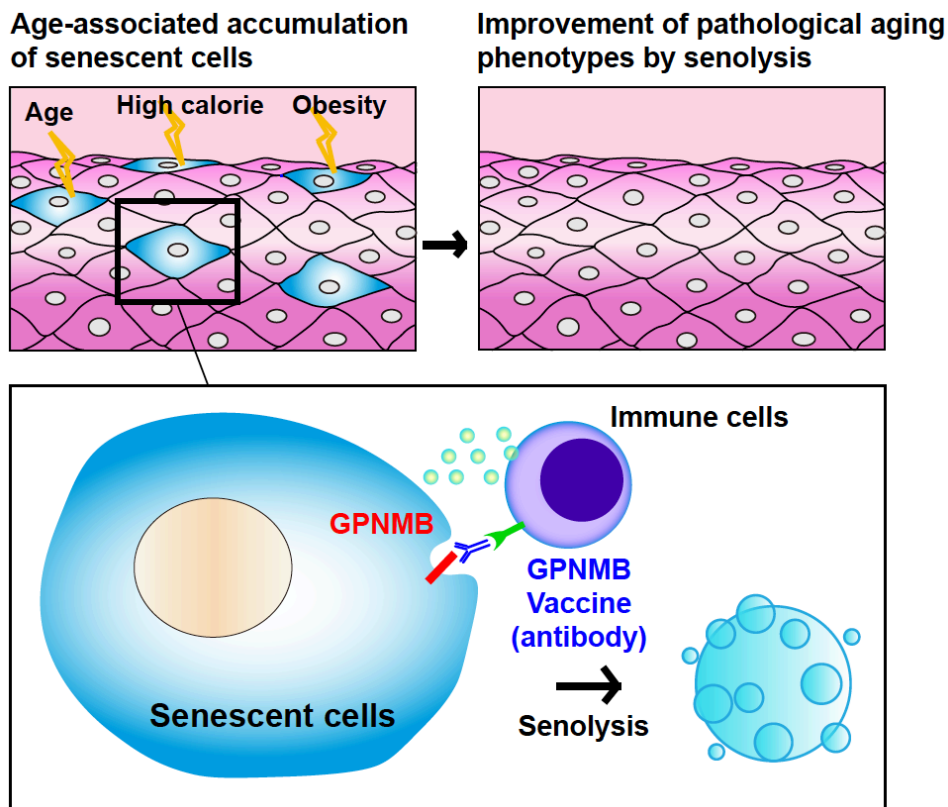 Age-associated accumulation
of senescent cells
Improvement of pathological aging
phenotypes by senolysis
Age
High calorie
Obesity
Immune cells
GPNMB
GPNMB
Vaccine
(antibody)
Senescent cells
Senolysis